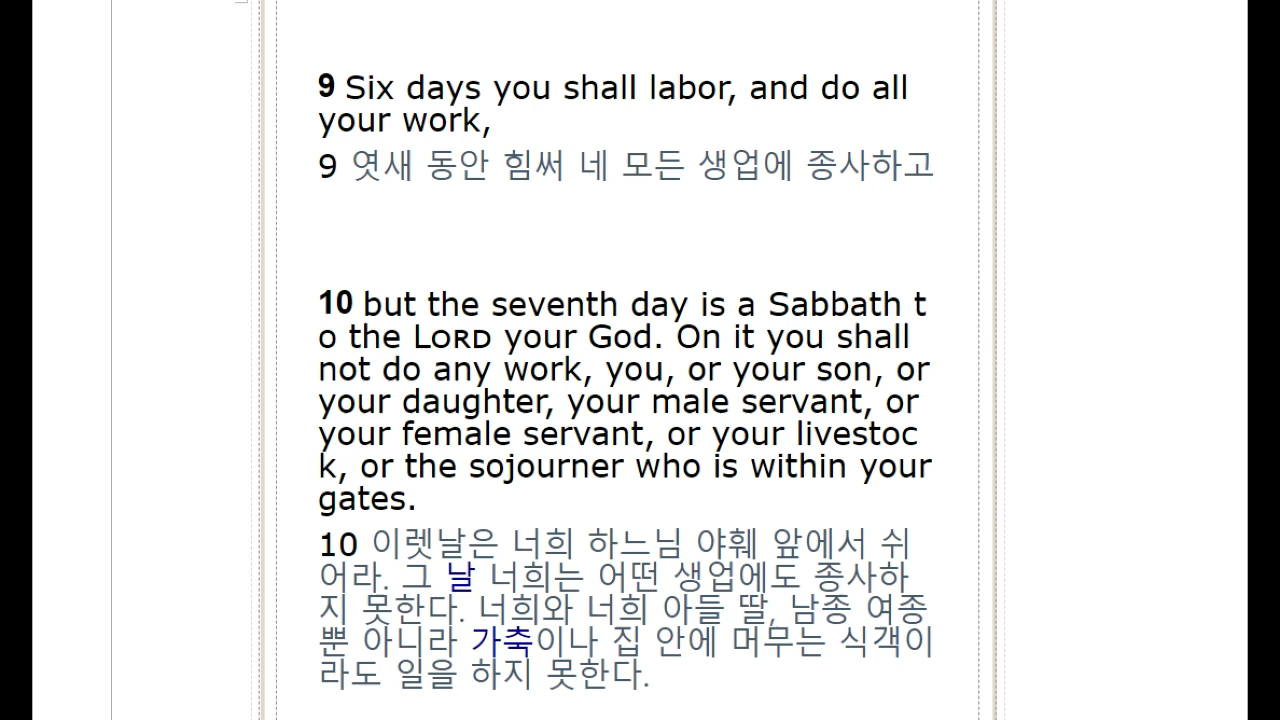 9 Six days you shall labor, and do all
your work,
9 엿새 동안 힘써 네 모든 생업에 종사하고
10 but the seventh day is a Sabbath t
o the LORD your God. On it you shall
not do any work, you, or your son, or
your daughter, your male servant, or
your female servant, or your livestoc
k, or the sojourner who is within your
gates.
10 이렛날은 너희 하느님 야훼 앞에서 쉬
어라. 그 날 너희는 어떤 생업에도 종사하
지 못한다. 너희와 너희 아들 딸, 남종 여종
뿐 아니라 가축이나 집 안에 머무는 식객이
라도 일을 하지 못한다.